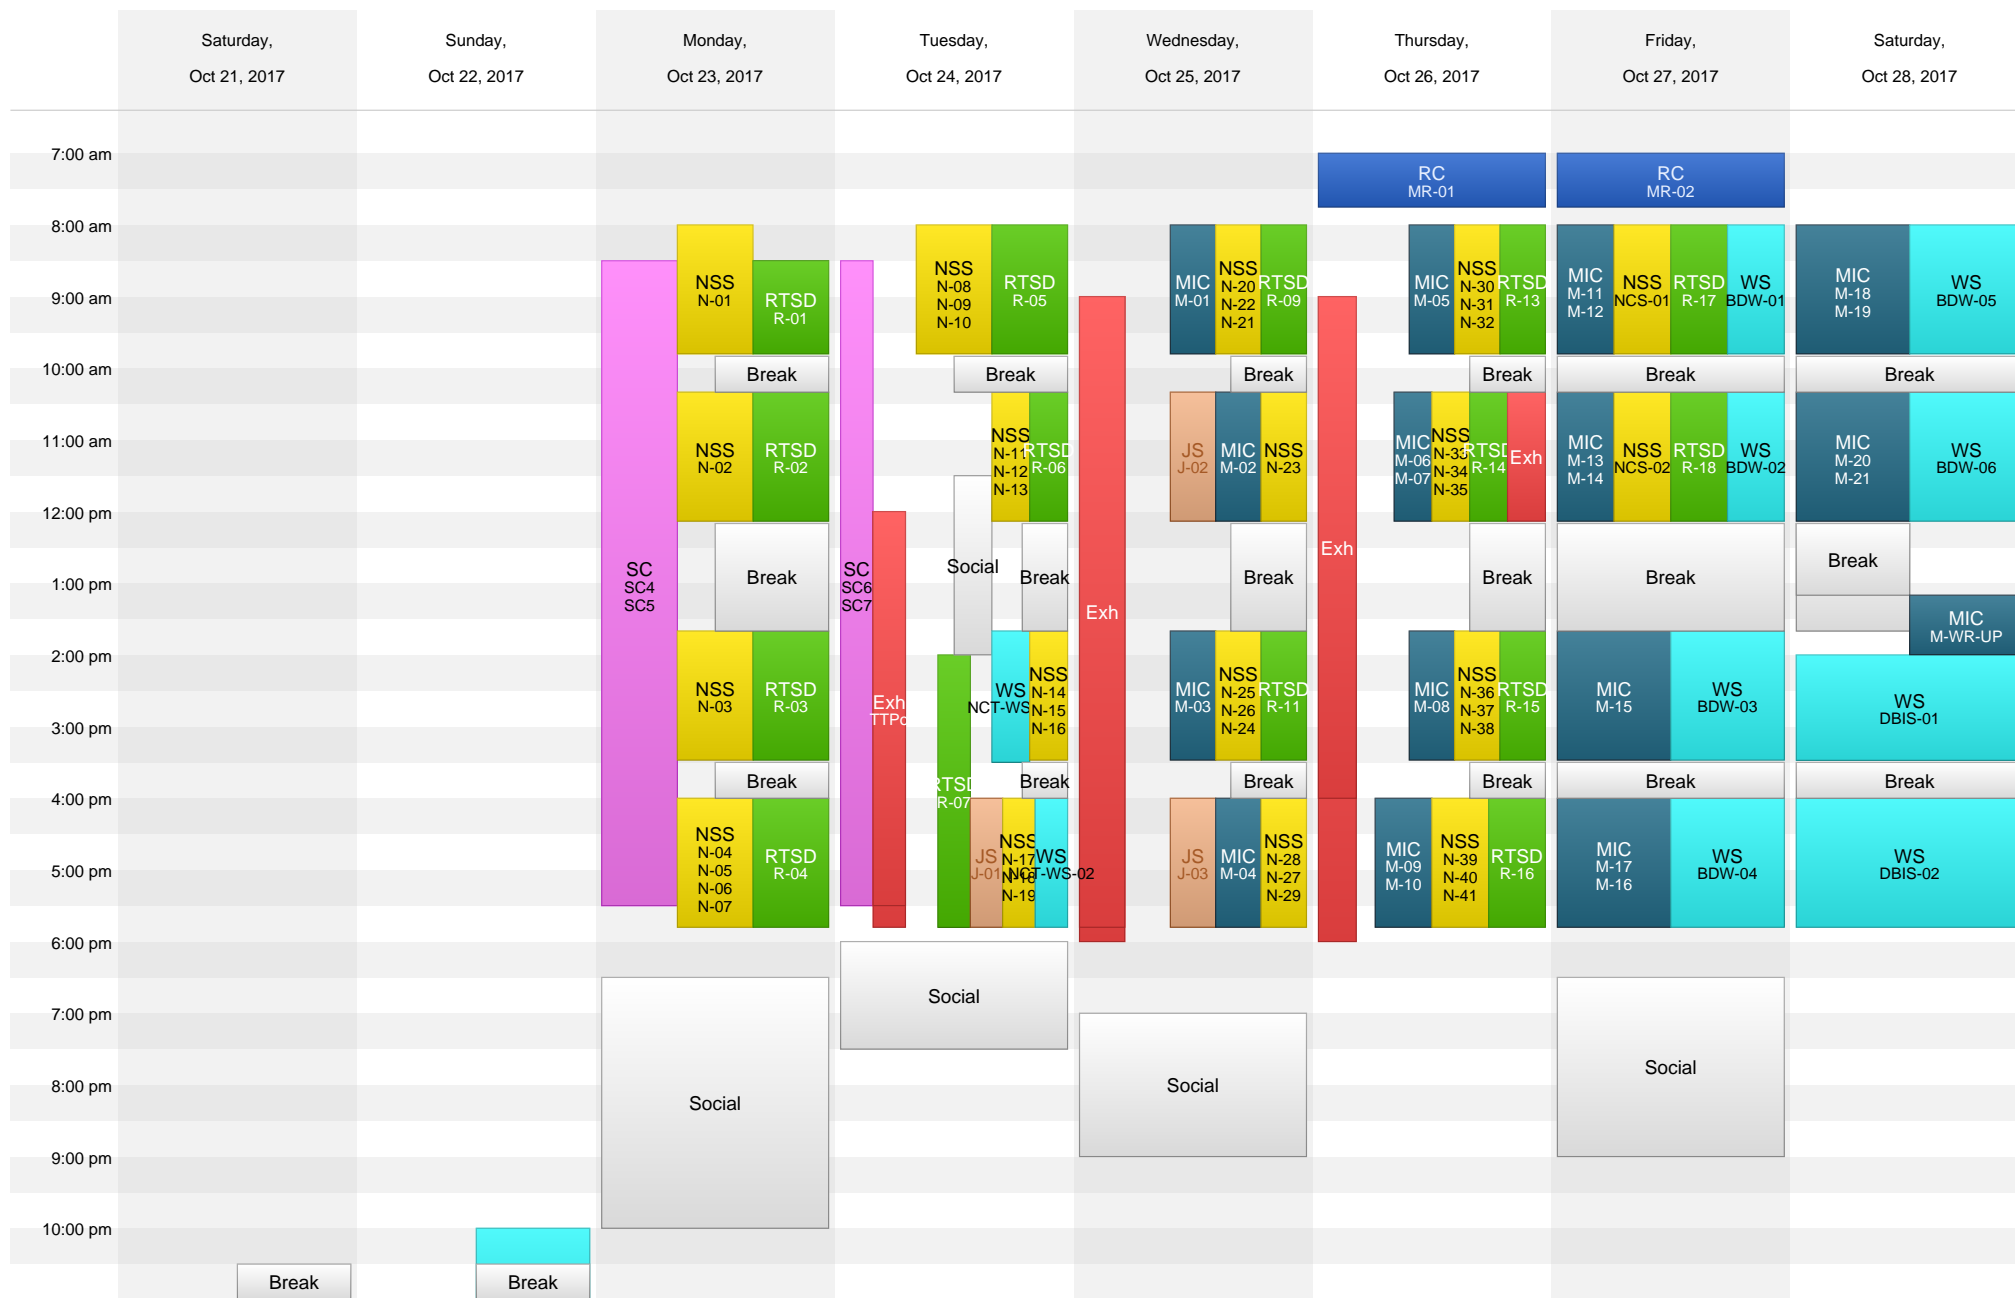 Saturday,
Oct 21, 2017
Sunday,
Oct 22, 2017
Monday,
Oct 23, 2017
Tuesday,
Oct 24, 2017
Wednesday,
Oct 25, 2017
Thursday,
Oct 26, 2017
Friday,
Oct 27, 2017
Saturday,
Oct 28, 2017
7:00 am
8:00 am
9:00 am
10:00 am
11:00 am
12:00 pm
1:00 pm
2:00 pm
3:00 pm
4:00 pm
5:00 pm
6:00 pm
7:00 pm
8:00 pm
9:00 pm
10:00 pm
Break
Break
SC
SC4
SC5
NSS
N-01
RTSD
R-01
Break
NSS
N-02
RTSD
R-02
Break
NSS
N-03
RTSD
R-03
Break
NSS
N-04
N-05
N-06
N-07
RTSD
R-04
Social
SC
SC6
SC7
Exh
TTPo
NSS
N-08
N-09
N-10
RTSD
R-05
Break
NSS
N-11
N-12
N-13
RTSD
R-06
Social
Break
RTSD
R-07
WS
NCT-WS
NSS
N-14
N-15
N-16
Break
JS
J-01
NSS
N-17
N-18
N-19
WS
NCT-WS-02
Social
Exh
MIC
M-01
NSS
N-20
N-22
N-21
RTSD
R-09
Break
JS
J-02
MIC
M-02
NSS
N-23
Break
MIC
M-03
NSS
N-25
N-26
N-24
RTSD
R-11
Break
JS
J-03
MIC
M-04
NSS
N-28
N-27
N-29
Social
RC
MR-01
Exh
MIC
M-05
NSS
N-30
N-31
N-32
RTSD
R-13
Break
MIC
M-06
M-07
NSS
N-33
N-34
N-35
RTSD
R-14
Exh
Break
MIC
M-08
NSS
N-36
N-37
N-38
RTSD
R-15
Break
MIC
M-09
M-10
NSS
N-39
N-40
N-41
RTSD
R-16
RC
MR-02
MIC
M-11
M-12
NSS
NCS-01
RTSD
R-17
WS
BDW-01
Break
MIC
M-13
M-14
NSS
NCS-02
RTSD
R-18
WS
BDW-02
Break
MIC
M-15
WS
BDW-03
Break
MIC
M-17
M-16
WS
BDW-04
Social
MIC
M-18
M-19
WS
BDW-05
Break
MIC
M-20
M-21
WS
BDW-06
Break
MIC
M-WR-UP
WS
DBIS-01
Break
WS
DBIS-02